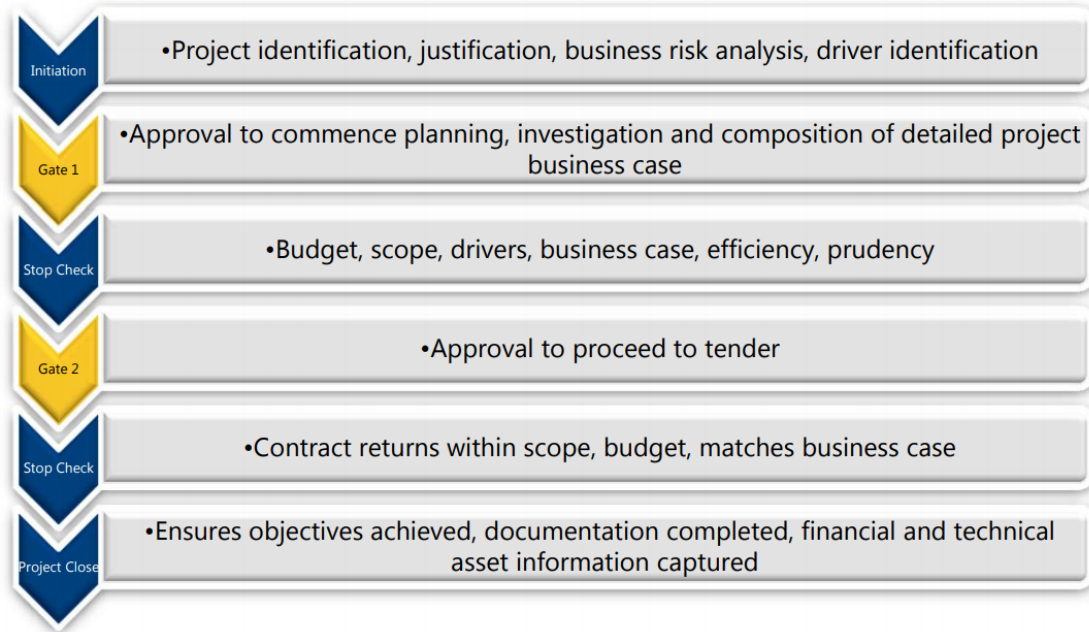 Initiation
•Project identification, justification, business risk analysis, driver identification
Gate 1
•Approval to commence planning, investigation and composition of detailed project
business case
Stop Check
•Budget, scope, drivers, business case, efficiency, prudency
Gate 2
•Approval to proceed to tender
Stop Check
•Contract returns within scope, budget, matches business case
Project Close
•Ensures objectives achieved, documentation completed, financial and technical
asset information captured